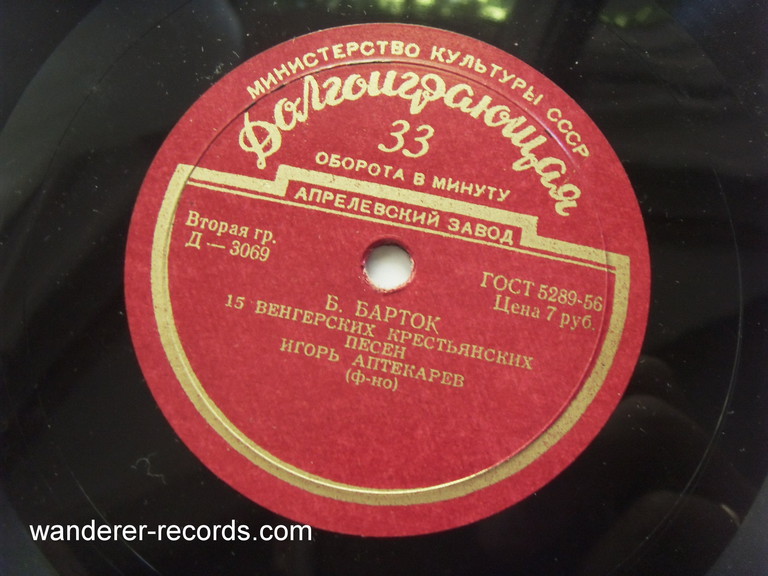 МИНИСТЕРСТВО КУЛЬТУРЫ СССР
Долгоиграющая
33
ОБОРОТА В МИНУТУ
АПРЕЛЕВСКИЙ ЗАВОД
Вторая гр.
Д — 3069
ГОСТ 5289-56
Цена 7 руб.
Б. БАРТОК
15 ВЕНГЕРСКИХ КРЕСТЬЯНСКИХ
ПЕСЕН
ИГОРЬ АПТЕКАРЕВ
(ф-но)
wanderer-records.com